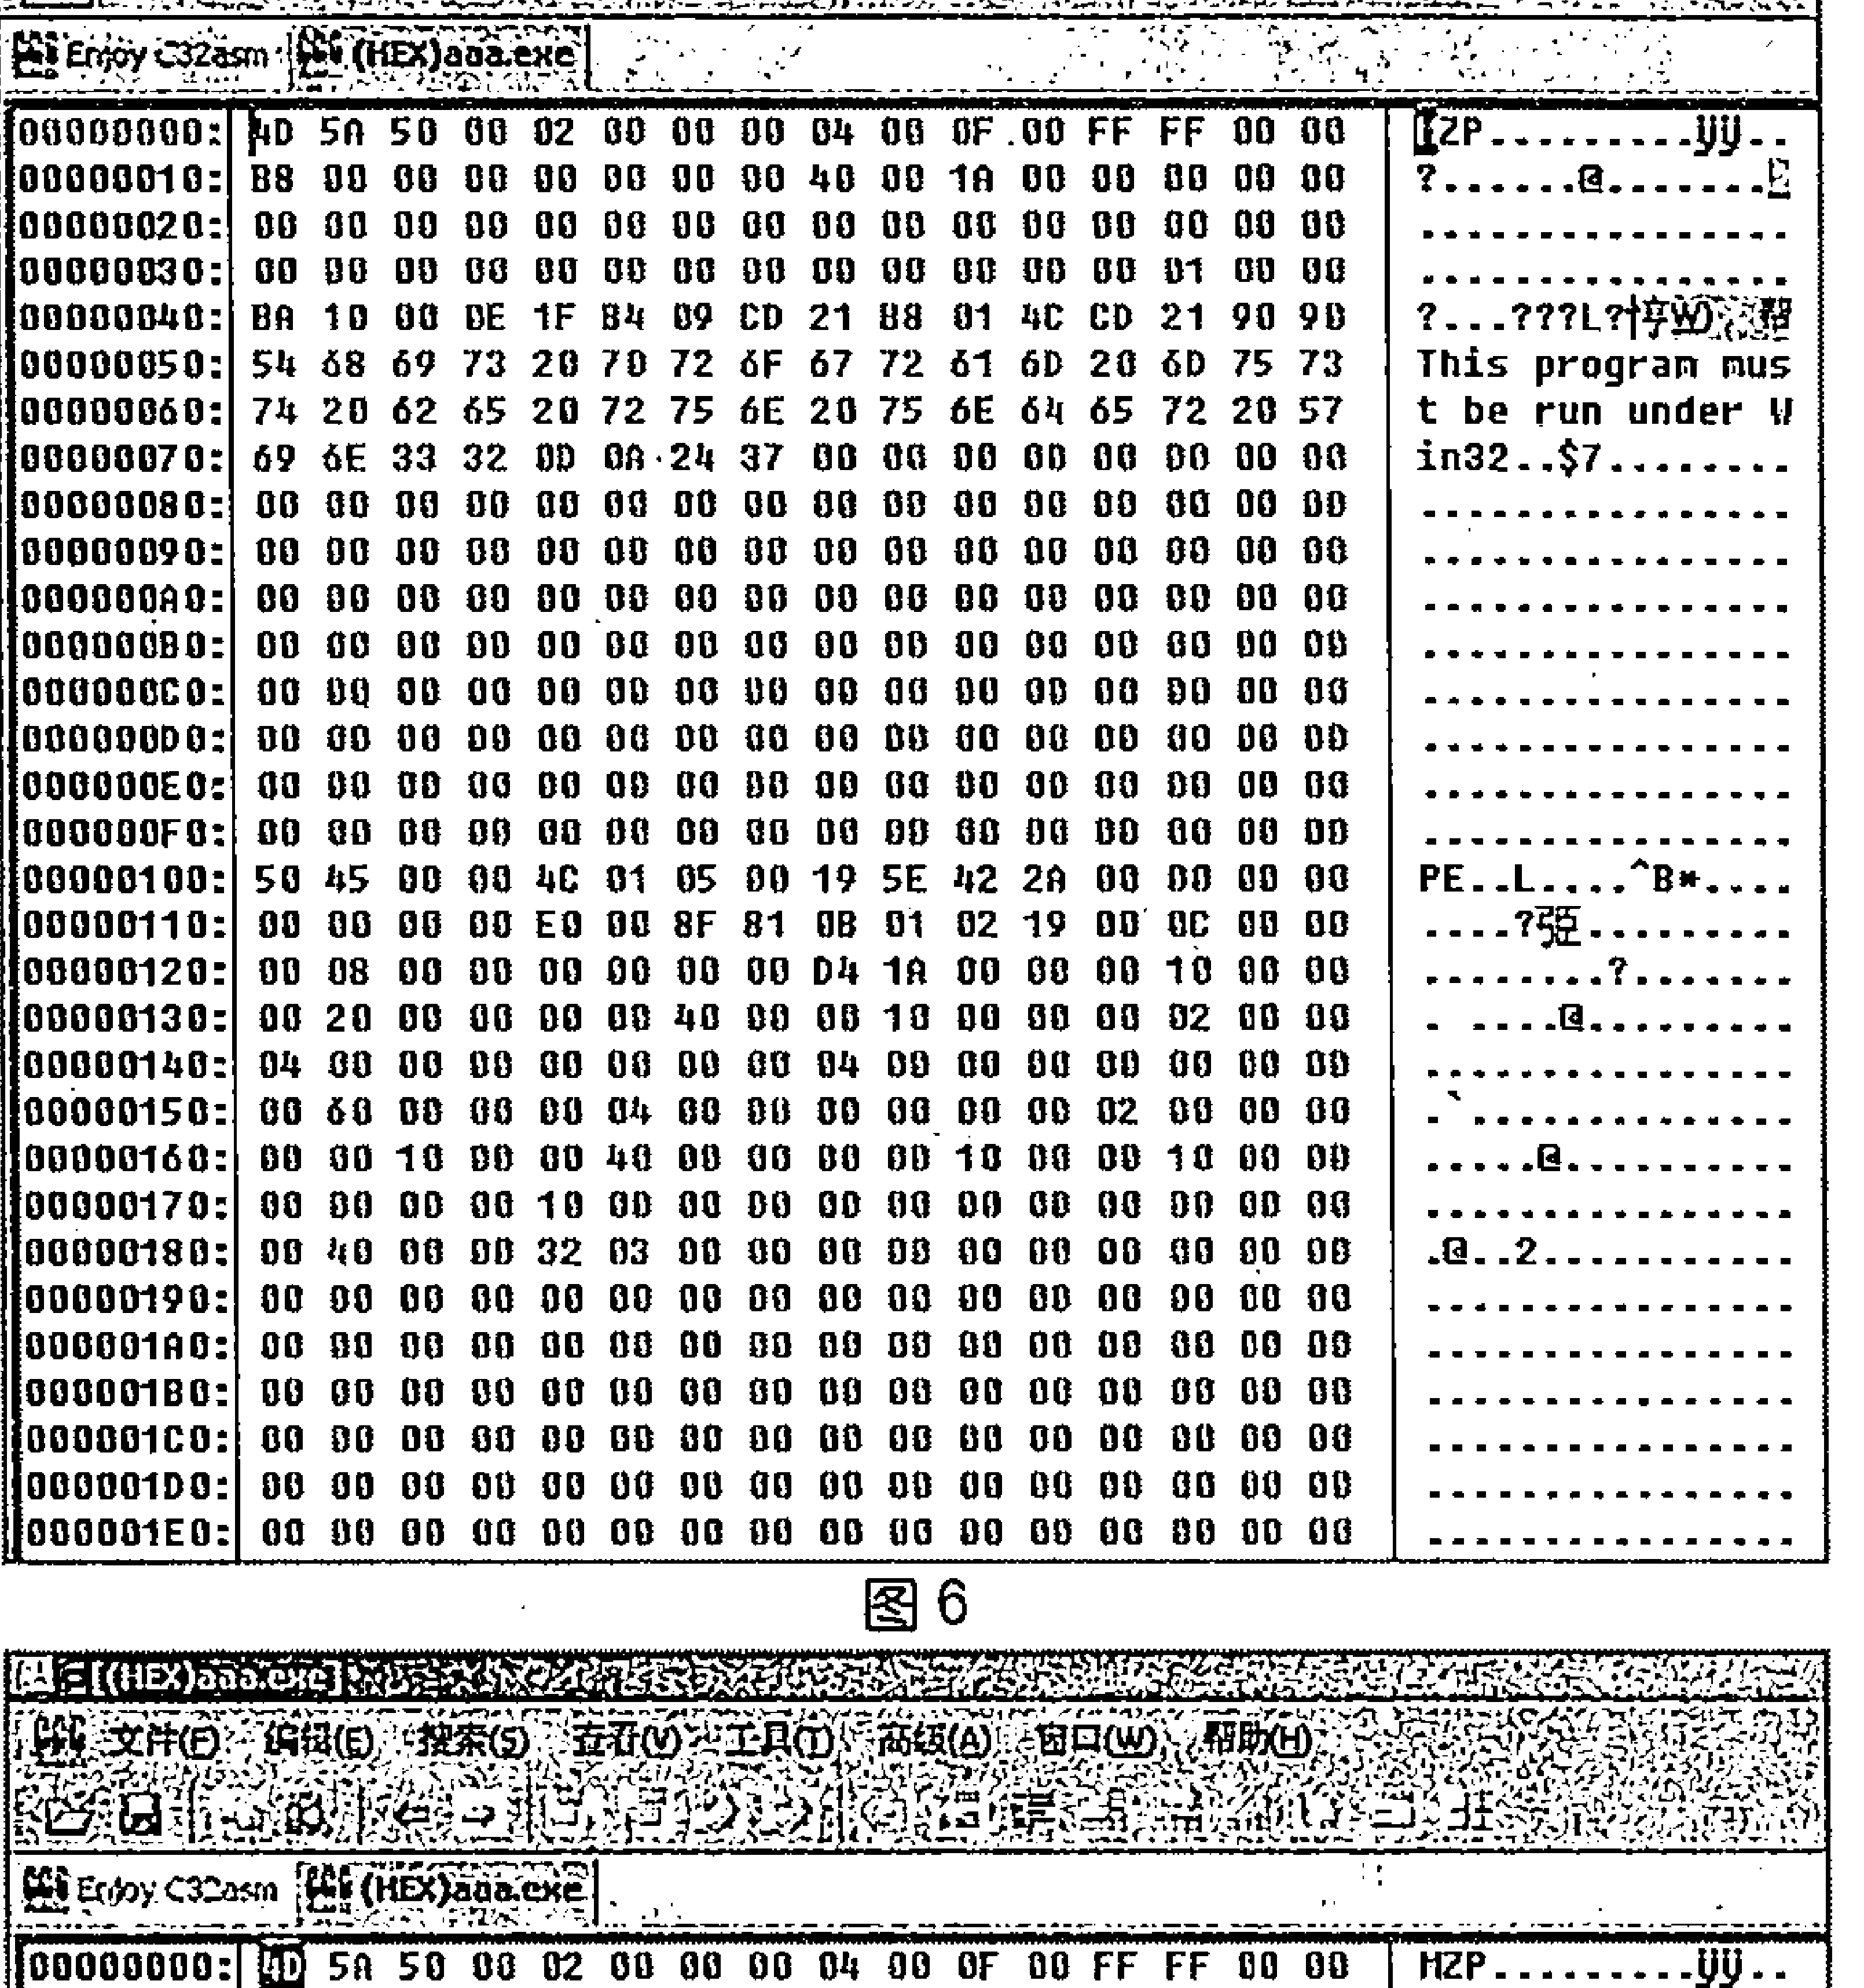 Enjoy C32asm (HEX)aaa.exe
00000000: 4D 5A 50 00 02 00 00 00 04 00 0F 00 FF FF 00 00 ZP.........ÿÿ..
00000010: B8 00 00 00 00 00 00 00 40 00 1A 00 00 00 00 00 ?......@.......
00000020: 00 00 00 00 00 00 00 00 00 00 00 00 00 00 00 00 ................
00000030: 00 00 00 00 00 00 00 00 00 00 00 00 00 01 00 00 ................
00000040: BA 10 00 0E 1F B4 09 CD 21 B8 01 4C CD 21 90 90 ?...???L?
00000050: 54 68 69 73 20 70 72 6F 67 72 61 6D 20 6D 75 73 This program mus
00000060: 74 20 62 65 20 72 75 6E 20 75 6E 64 65 72 20 57 t be run under W
00000070: 69 6E 33 32 0D 0A 24 37 00 00 00 00 00 00 00 00 in32..$7........
00000080: 00 00 00 00 00 00 00 00 00 00 00 00 00 00 00 00 ................
00000090: 00 00 00 00 00 00 00 00 00 00 00 00 00 00 00 00 ................
000000A0: 00 00 00 00 00 00 00 00 00 00 00 00 00 00 00 00 ................
000000B0: 00 00 00 00 00 00 00 00 00 00 00 00 00 00 00 00 ................
000000C0: 00 00 00 00 00 00 00 00 00 00 00 00 00 00 00 00 ................
000000D0: 00 00 00 00 00 00 00 00 00 00 00 00 00 00 00 00 ................
000000E0: 00 00 00 00 00 00 00 00 00 00 00 00 00 00 00 00 ................
000000F0: 00 00 00 00 00 00 00 00 00 00 00 00 00 00 00 00 ................
00000100: 50 45 00 00 4C 01 05 00 19 5E 42 2A 00 00 00 00 PE..L....^B*....
00000110: 00 00 00 00 E0 00 8F 81 0B 01 02 19 00 0C 00 00 ....?弫.........
00000120: 00 08 00 00 00 00 00 00 D4 1A 00 00 00 10 00 00 ........?.......
00000130: 00 20 00 00 00 00 40 00 00 10 00 00 00 02 00 00 . ....@.........
00000140: 04 00 00 00 00 00 00 00 04 00 00 00 00 00 00 00 ................
00000150: 00 60 00 00 00 04 00 00 00 00 00 00 02 00 00 00 .`..............
00000160: 00 00 10 00 00 40 00 00 00 00 10 00 00 10 00 00 .....@..........
00000170: 00 00 00 00 10 00 00 00 00 00 00 00 00 00 00 00 ................
00000180: 00 40 00 00 32 03 00 00 00 00 00 00 00 00 00 00 .@..2...........
00000190: 00 00 00 00 00 00 00 00 00 00 00 00 00 00 00 00 ................
000001A0: 00 00 00 00 00 00 00 00 00 00 00 00 00 00 00 00 ................
000001B0: 00 00 00 00 00 00 00 00 00 00 00 00 00 00 00 00 ................
000001C0: 00 00 00 00 00 00 00 00 00 00 00 00 00 00 00 00 ................
000001D0: 00 00 00 00 00 00 00 00 00 00 00 00 00 00 00 00 ................
000001E0: 00 00 00 00 00 00 00 00 00 00 00 00 00 00 00 00 ................
图 6
[(HEX)aaa.exe]
文件(F) 编辑(E) 搜索(S) 查看(V) 工具(T) 高级(A) 窗口(W) 帮助(H)
Enjoy C32asm (HEX)aaa.exe
00000000: 4D 5A 50 00 02 00 00 00 04 00 0F 00 FF FF 00 00 MZP.........ÿÿ..